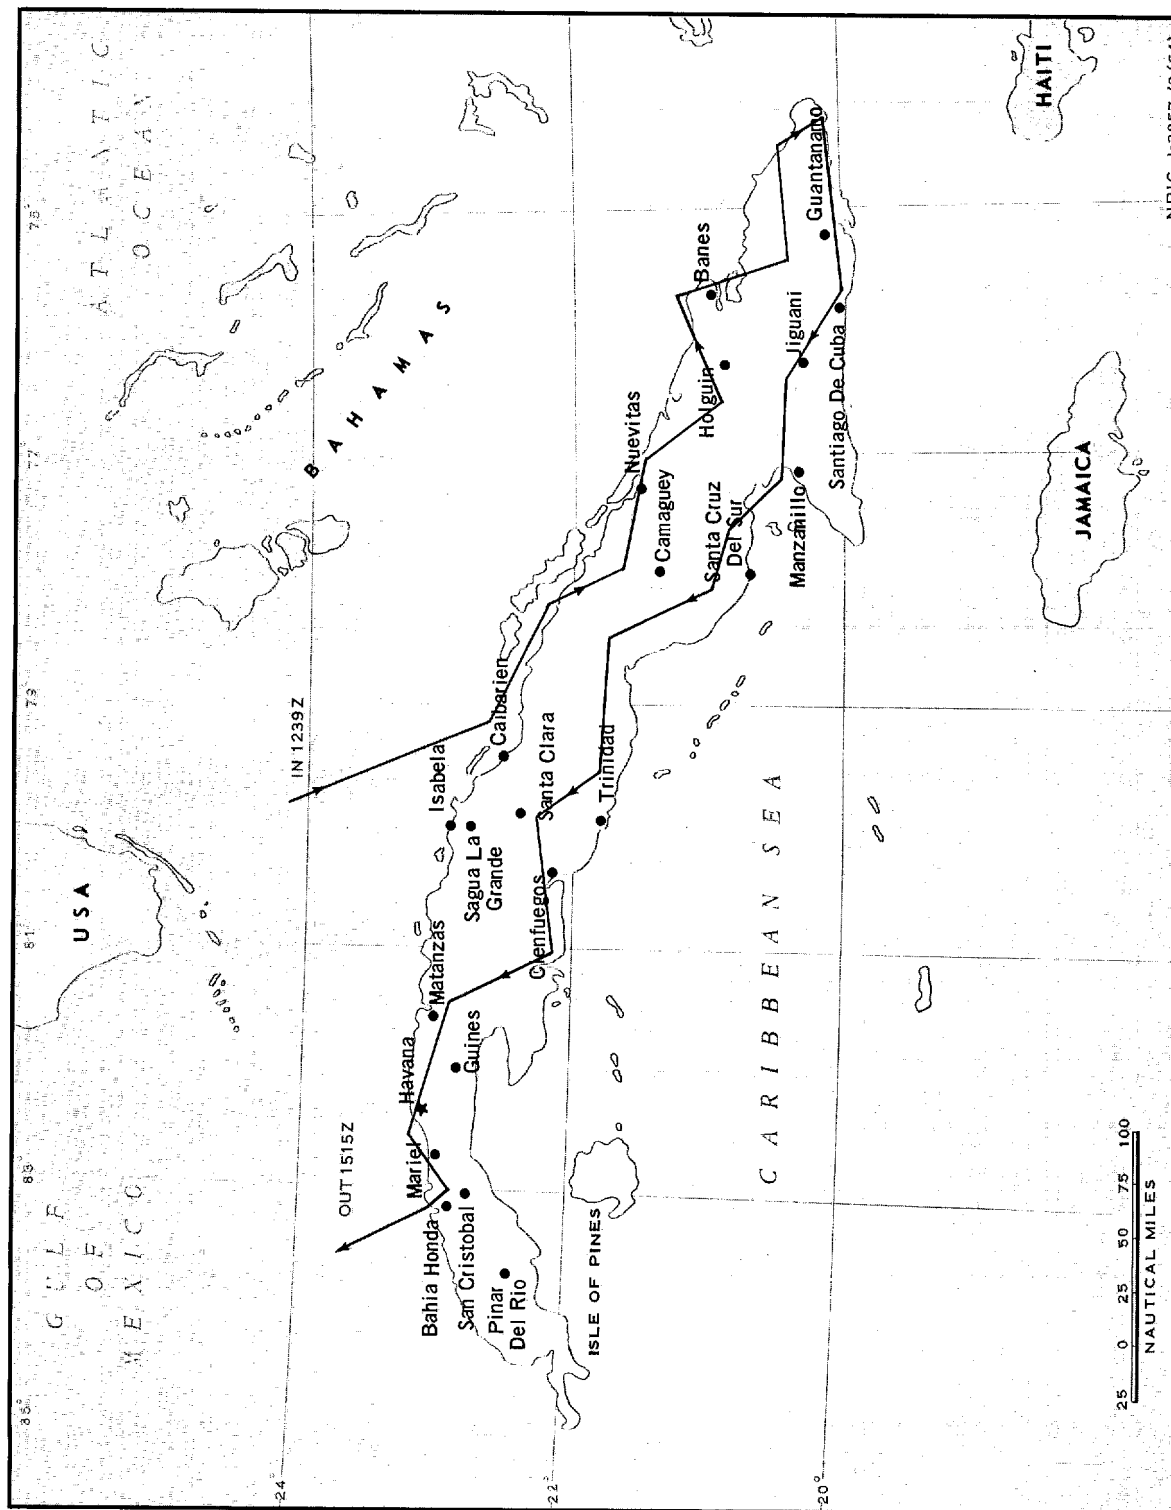 GULF
OF
MEXICO
ATLANTIC
OCEAN
USA
BAHAMAS
85°
83°
81°
79
77
75°
24
22
20°
IN 1239Z
OUT 1515Z
Havana
Mariel
Bahia Honda
San Cristobal
Pinar
Del Rio
Guines
Matanzas
Isabela
Sagua La
Grande
Santa Clara
Cienfuegos
Caibarien
Trinidad
Nuevitas
Camaguey
Santa Cruz
Del Sur
Holguin
Banes
Jiguani
Manzanillo
Santiago De Cuba
Guantanamo
ISLE OF PINES
CARIBBEAN SEA
JAMAICA
HAITI
25 0 25 50 75 100
NAUTICAL MILES